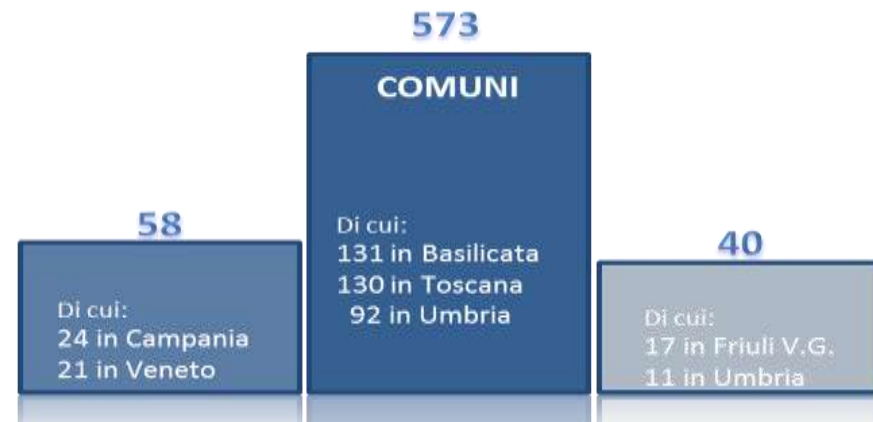 573
COMUNI
Di cui:
131 in Basilicata
130 in Toscana
92 in Umbria
58
Di cui:
24 in Campania
21 in Veneto
40
Di cui:
17 in Friuli V.G.
11 in Umbria